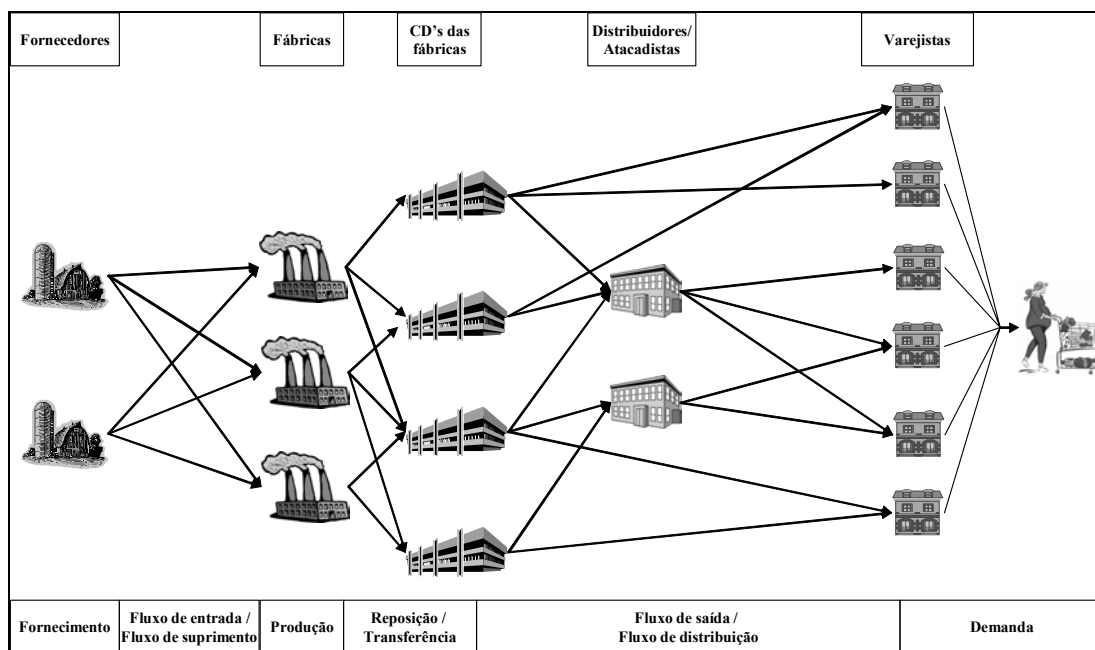 Fornecedores
Fábricas
CD's das
fábricas
Distribuidores/
Atacadistas
Varejistas
Fornecimento
Fluxo de entrada /
Fluxo de suprimento
Produção
Reposição /
Transferência
Fluxo de saída /
Fluxo de distribuição
Demanda